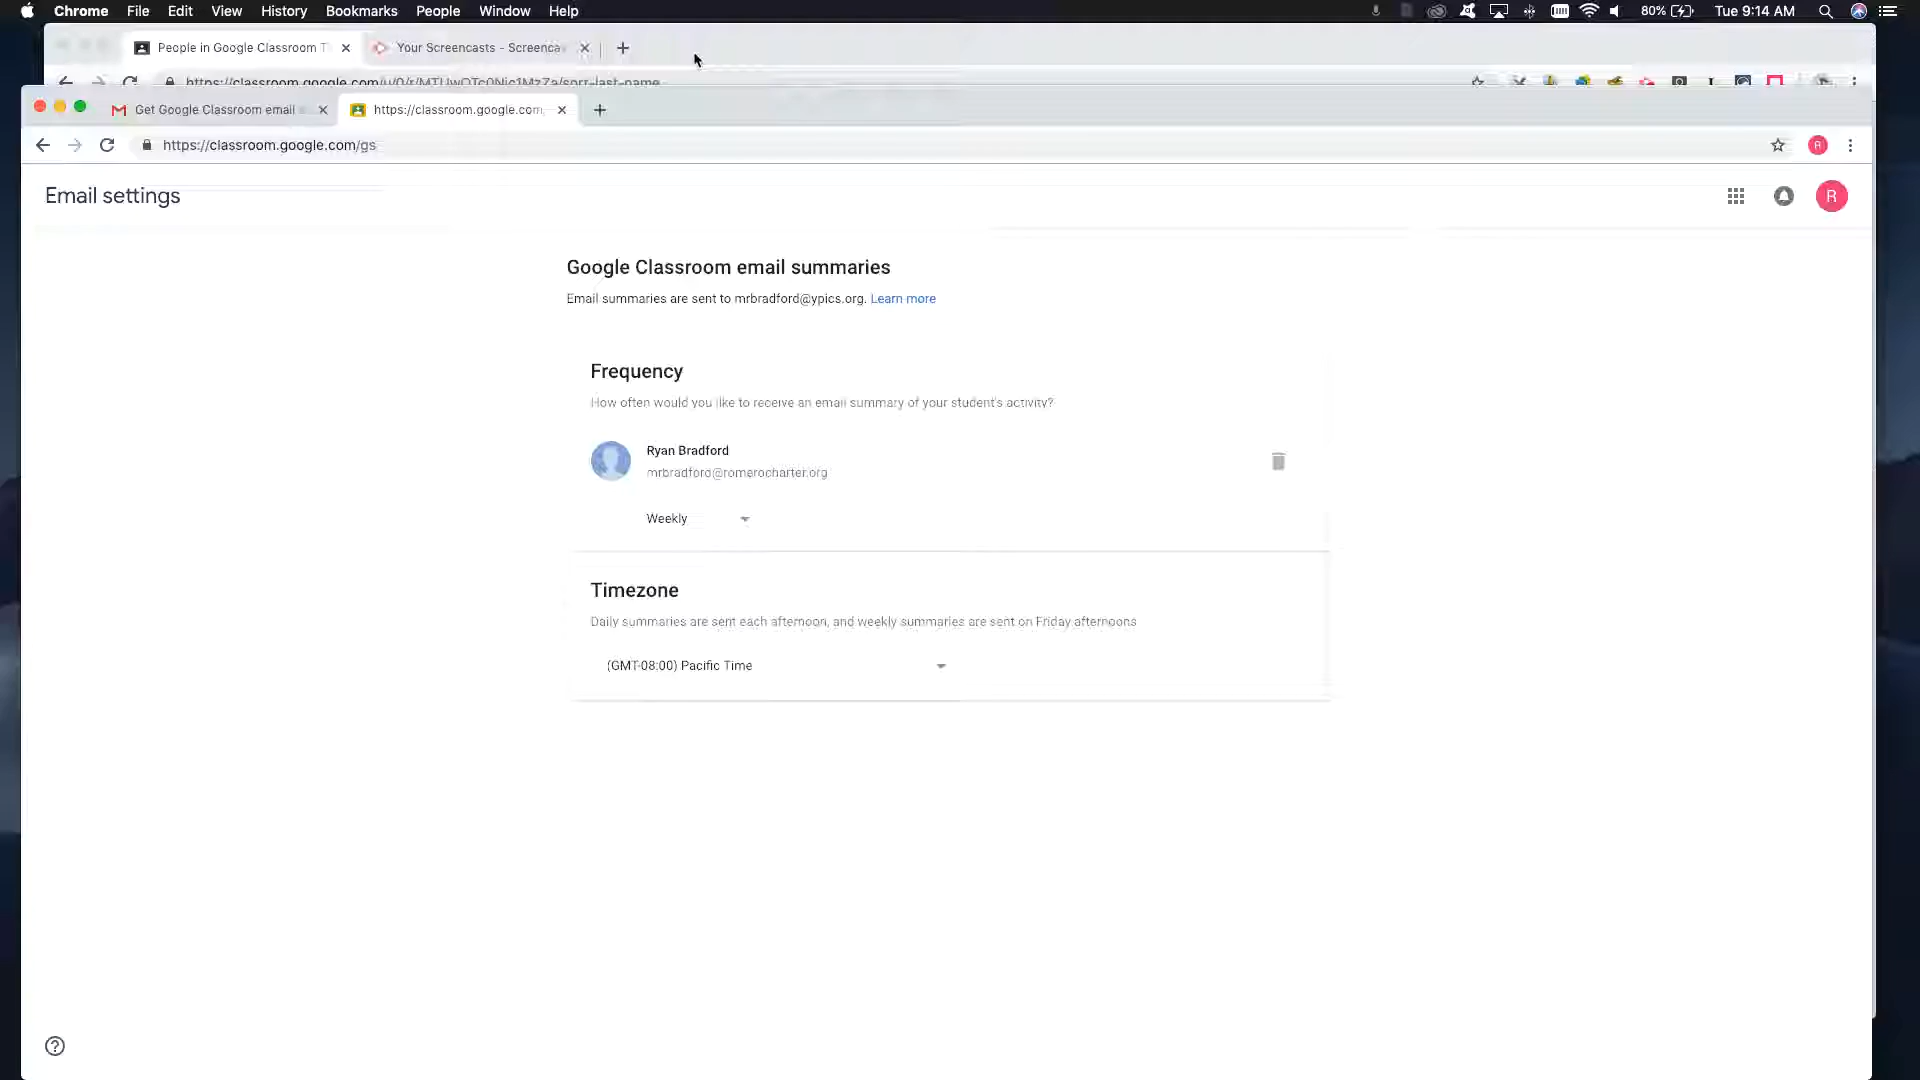 Chrome File Edit View History Bookmarks People Window Help 80% Tue 9:14 AM
People in Google Classroom T Your Screencasts - Screenca
Get Google Classroom email https://classroom.google.com/
https://classroom.google.com/gs R
Email settings R
Google Classroom email summaries
Email summaries are sent to mrbradford@ypics.org. Learn more
Frequency
How often would you like to receive an email summary of your student's activity?
Ryan Bradford
mrbradford@romerocharter.org
Weekly
Timezone
Daily summaries are sent each afternoon, and weekly summaries are sent on Friday afternoons
(GMT-08:00) Pacific Time